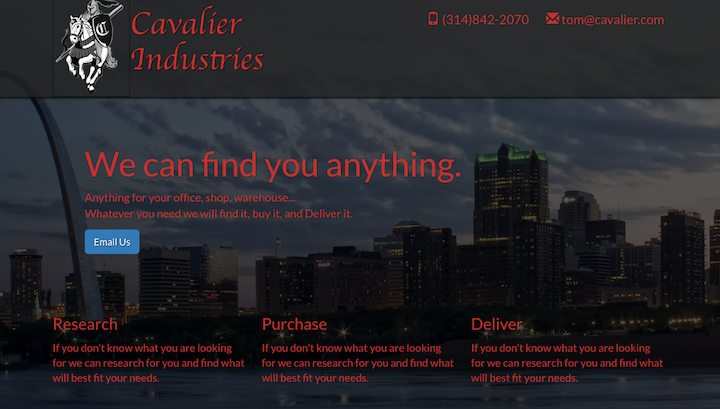 Cavalier
Industries
C
(314)842-2070
tom@cavalier.com
We can find you anything.
Anything for your office, shop, warehouse...
Whatever you need we will find it, buy it, and Deliver it.
Email Us
Research
If you don't know what you are looking
for we can research for you and find what
will best fit your needs.
Purchase
If you don't know what you are looking
for we can research for you and find what
will best fit your needs.
Deliver
If you don't know what you are looking
for we can research for you and find what
will best fit your needs.